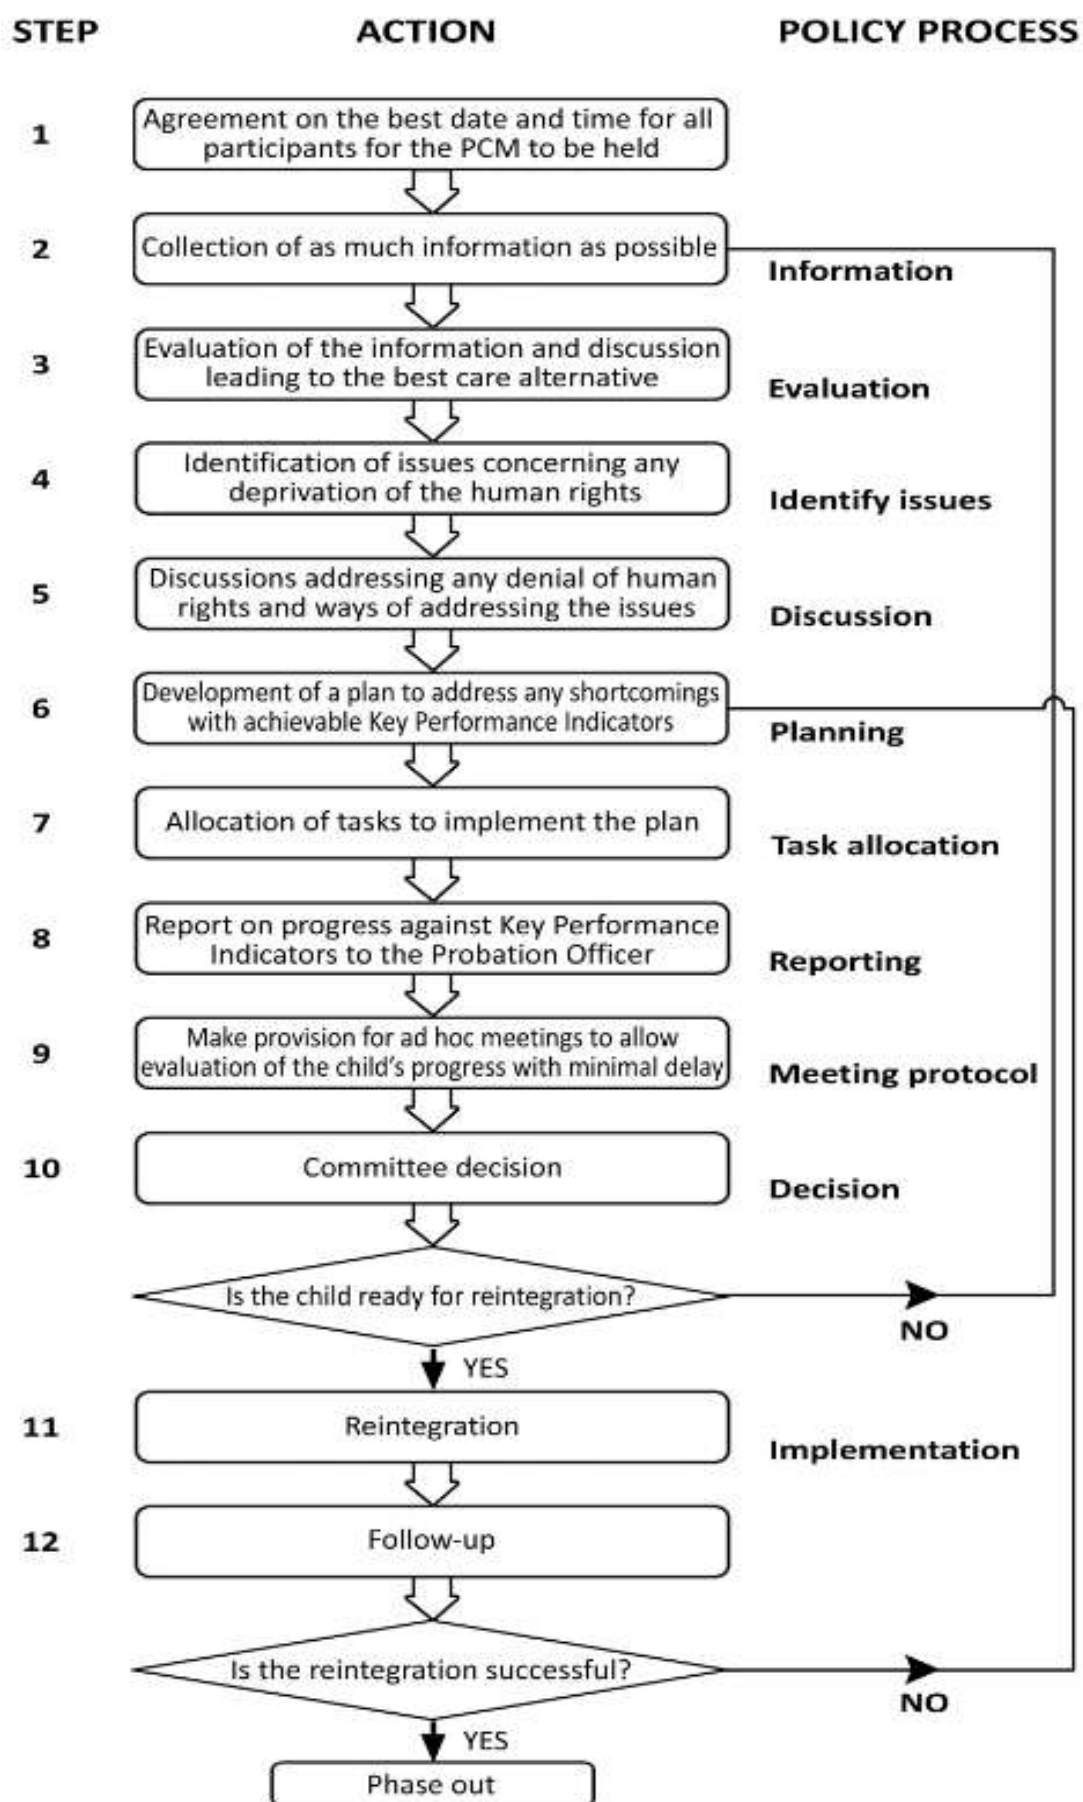 STEP ACTION POLICY PROCESS
1
Agreement on the best date and time for all
participants for the PCM to be held
2
Collection of as much information as possible
Information
3
Evaluation of the information and discussion
leading to the best care alternative
Evaluation
4
Identification of issues concerning any
deprivation of the human rights
Identify issues
5
Discussions addressing any denial of human
rights and ways of addressing the issues
Discussion
6
Development of a plan to address any shortcomings
with achievable Key Performance Indicators
Planning
7
Allocation of tasks to implement the plan
Task allocation
8
Report on progress against Key Performance
Indicators to the Probation Officer
Reporting
9
Make provision for ad hoc meetings to allow
evaluation of the child's progress with minimal delay
Meeting protocol
10
Committee decision
Decision
Is the child ready for reintegration?
NO
YES
11
Reintegration
Implementation
12
Follow-up
Is the reintegration successful?
NO
YES
Phase out